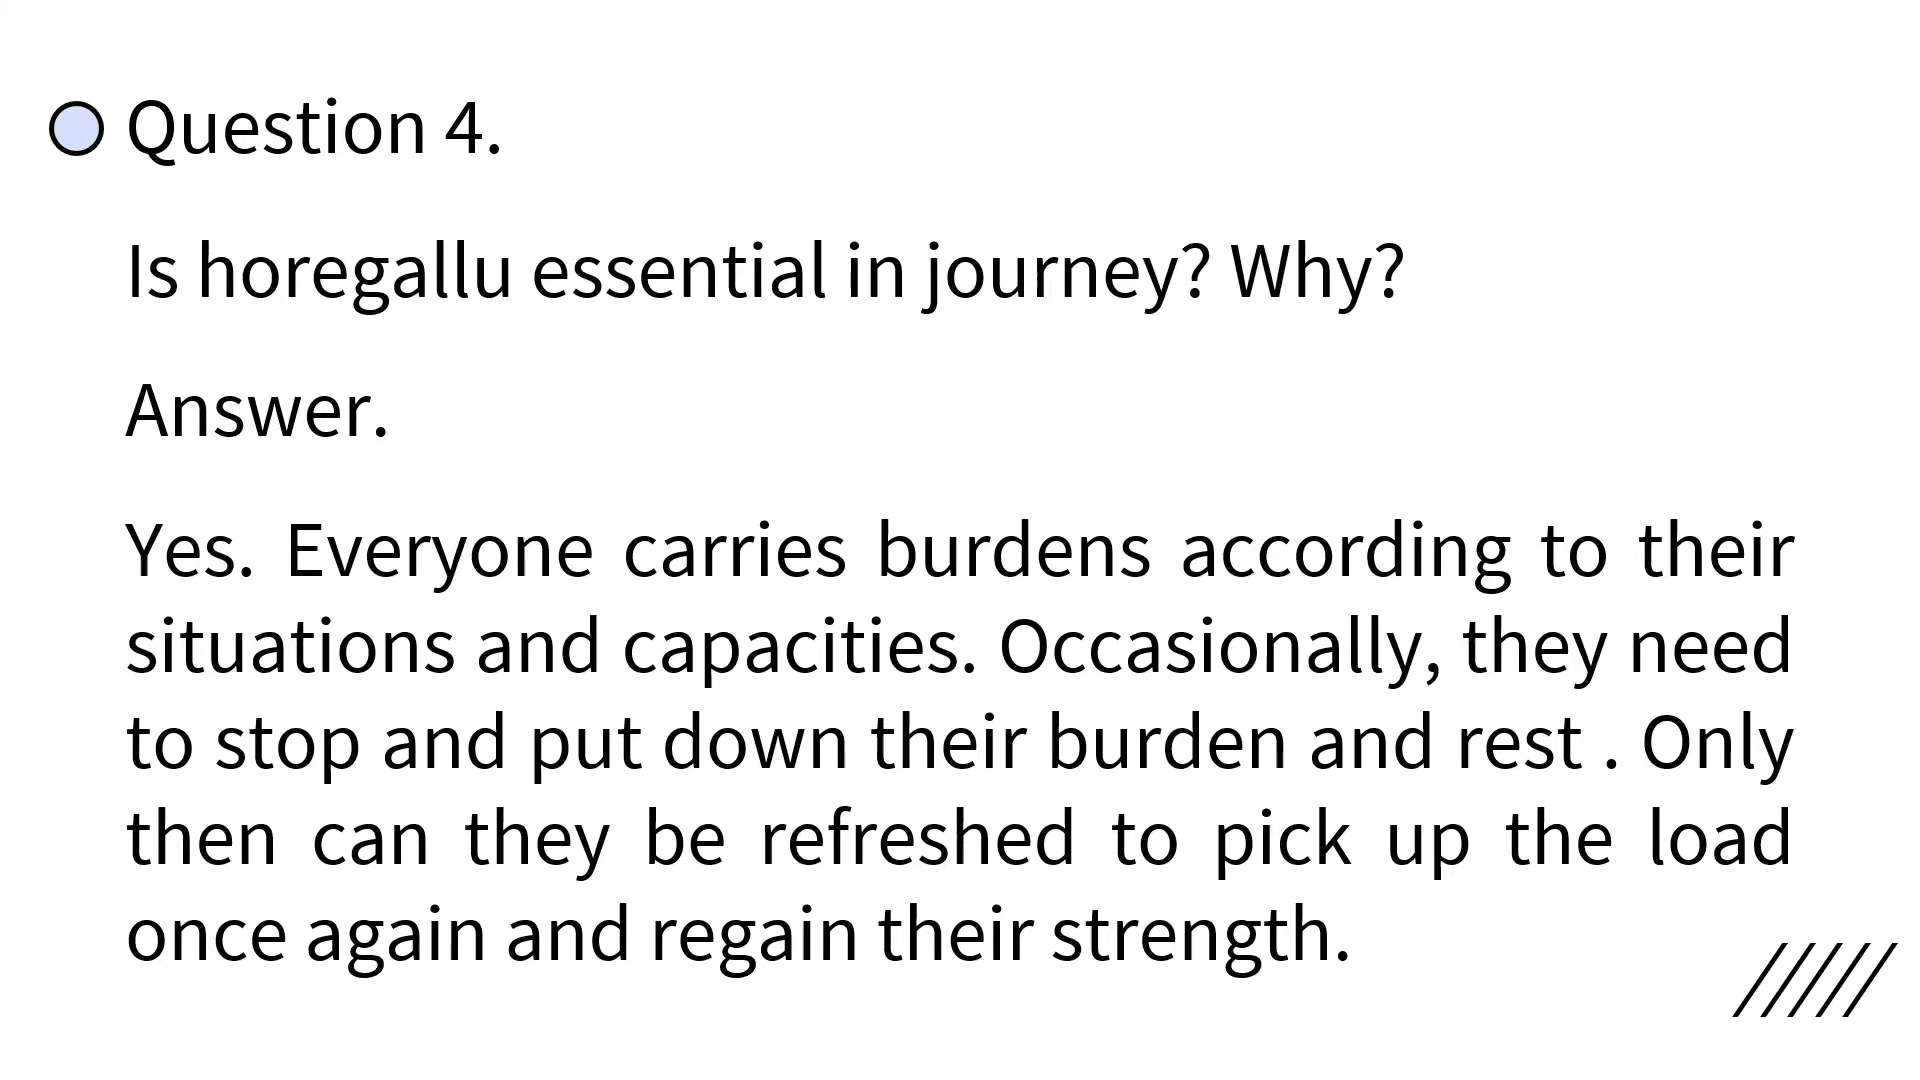 Question 4.
Is horegallu essential in journey? Why?
Answer.
Yes. Everyone carries burdens according to their
situations and capacities. Occasionally, they need
to stop and put down their burden and rest . Only
then can they be refreshed to pick up the load
once again and regain their strength.